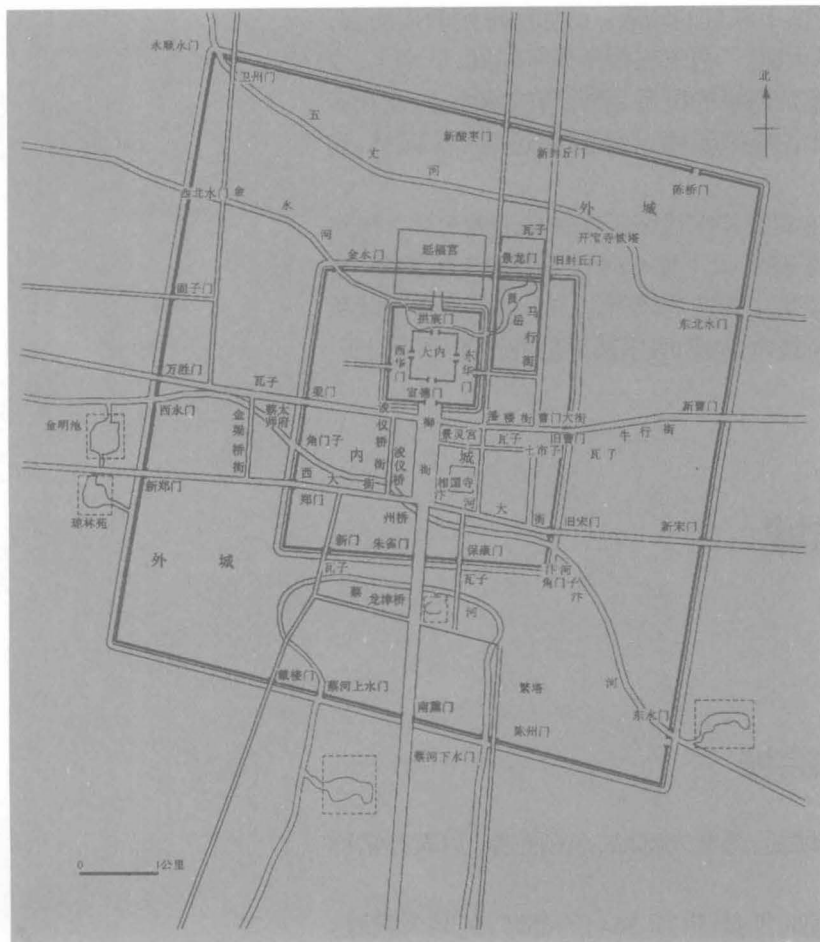 永顺水门
卫州门
北
五
丈
河
新酸枣门
新封丘门
陈桥门
西北水门
金
水
河
外 城
瓦子
开宝寺铁塔
金水门
延福宫
景龙门
旧封丘门
固子门
艮
岳
马
行
街
拱宸门
东北水门
西
华
门
大内
东
华
门
万胜门
瓦子
梁门
宣德门
金明池
西水门
金
梁
桥
街
蔡太
师府
浚
仪
桥
街
御
街
潘楼街
曹门大街
新曹门
牛行街
角门子
内
浚
仪
桥
景灵宫
城
瓦子
旧曹门
瓦子
十市子
西
大
街
相国寺
新郑门
郑门
汴
河
大
街
旧宋门
新宋门
琼林苑
州桥
新门
朱雀门
保康门
外 城
瓦子
瓦子
汴河
角门子
汴
河
蔡
河
龙津桥
戴楼门
蔡河上水门
繁塔
南薰门
陈州门
东水门
蔡河下水门
0
1公里